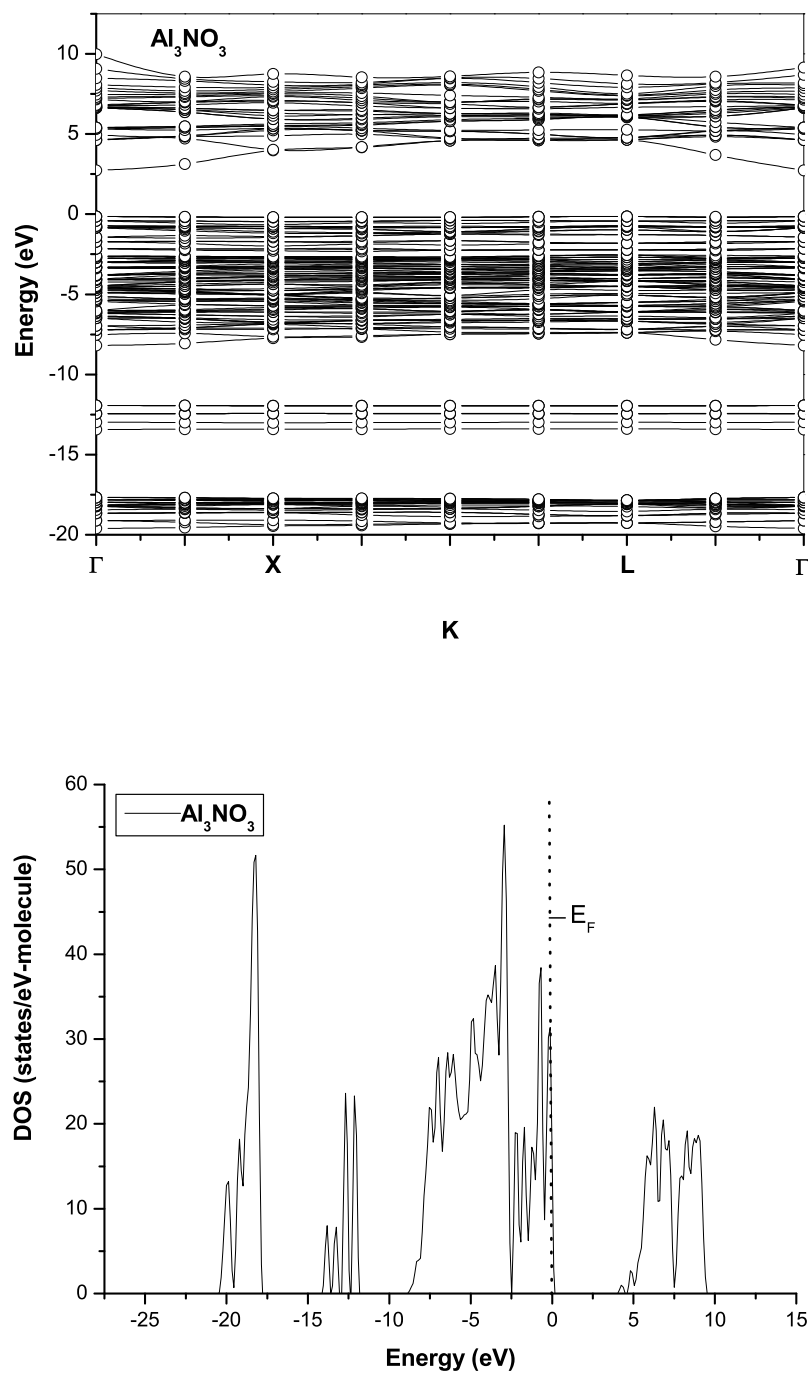 Al₃NO₃
10
5
0
-5
-10
-15
-20
Energy (eV)
Γ X L Γ
K
60
50
40
30
20
10
0
DOS (states/eV-molecule)
Al₃NO₃
E_F
-25 -20 -15 -10 -5 0 5 10 15
Energy (eV)